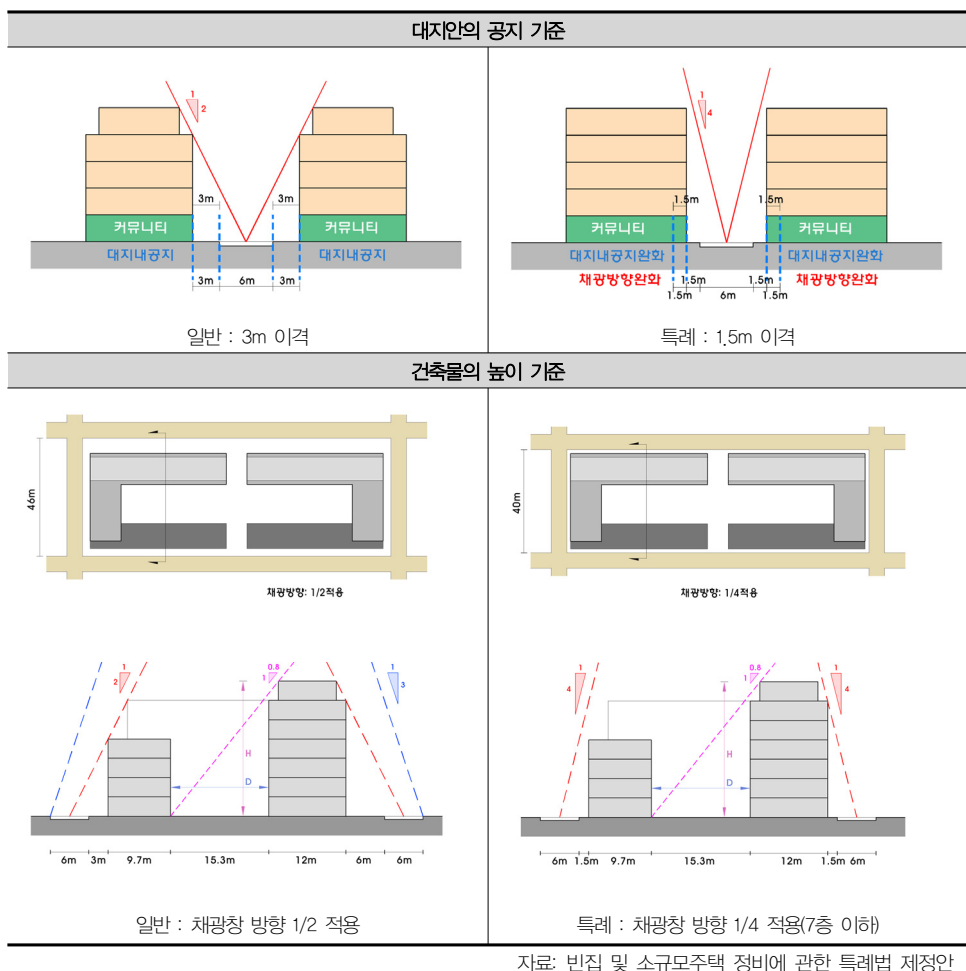 대지안의 공지 기준
1
2
3m
3m
커뮤니티
커뮤니티
대지내공지
대지내공지
3m
6m
3m
일반 : 3m 이격
1
4
1.5m
1.5m
커뮤니티
커뮤니티
대지내공지완화
대지내공지완화
채광방향완화
1.5m
1.5m
채광방향완화
1.5m
6m
1.5m
특례 : 1.5m 이격
건축물의 높이 기준
46m
채광방향: 1/2적용
40m
채광방향: 1/4적용
1
2
0.8
1
1
3
H
D
6m
3m
9.7m
15.3m
12m
6m
6m
일반 : 채광창 방향 1/2 적용
1
4
0.8
1
1
4
H
D
6m
1.5m
9.7m
15.3m
12m
1.5m
6m
특례 : 채광창 방향 1/4 적용(7층 이하)
자료: 빈집 및 소규모주택 정비에 관한 특례법 제정안